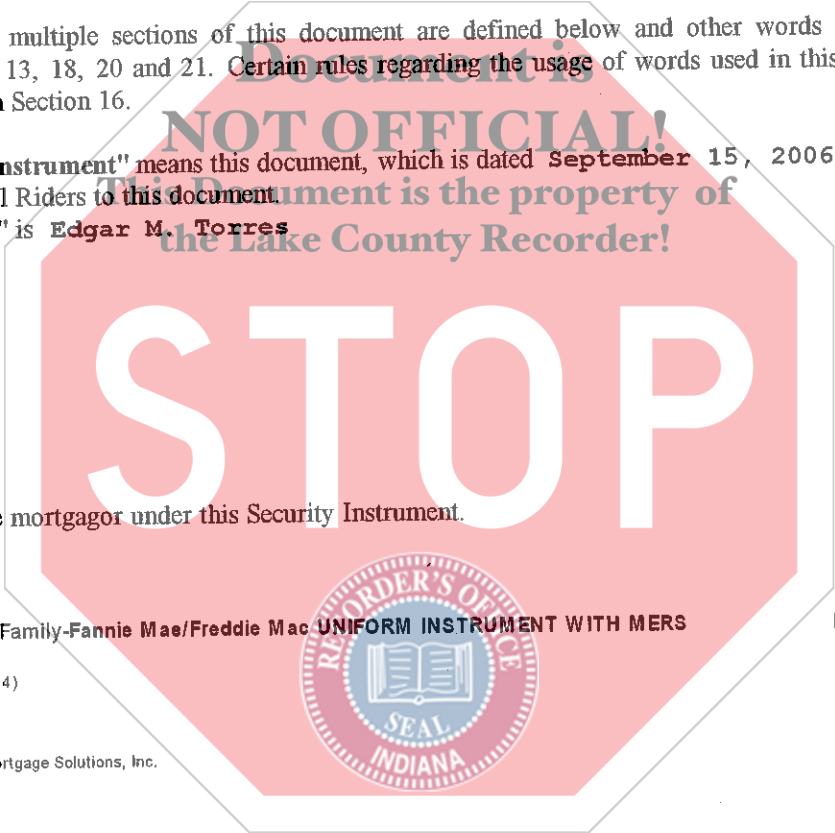 multiple sections of this document are defined below and other words
Document is
13, 18, 20 and 21. Certain rules regarding the usage of words used in this
Section 16.
NOT OFFICIAL!
nstrument" means this document, which is dated September 15, 2006
This Document is the property of
l Riders to this document.
" is Edgar M. Torres
the Lake County Recorder!
STOP
mortgagor under this Security Instrument.
RECORDER'S OFFICE
Family-Fannie Mae/Freddie Mac UNIFORM INSTRUMENT WITH MERS
4)
SEAL
INDIANA
rtgage Solutions, Inc.